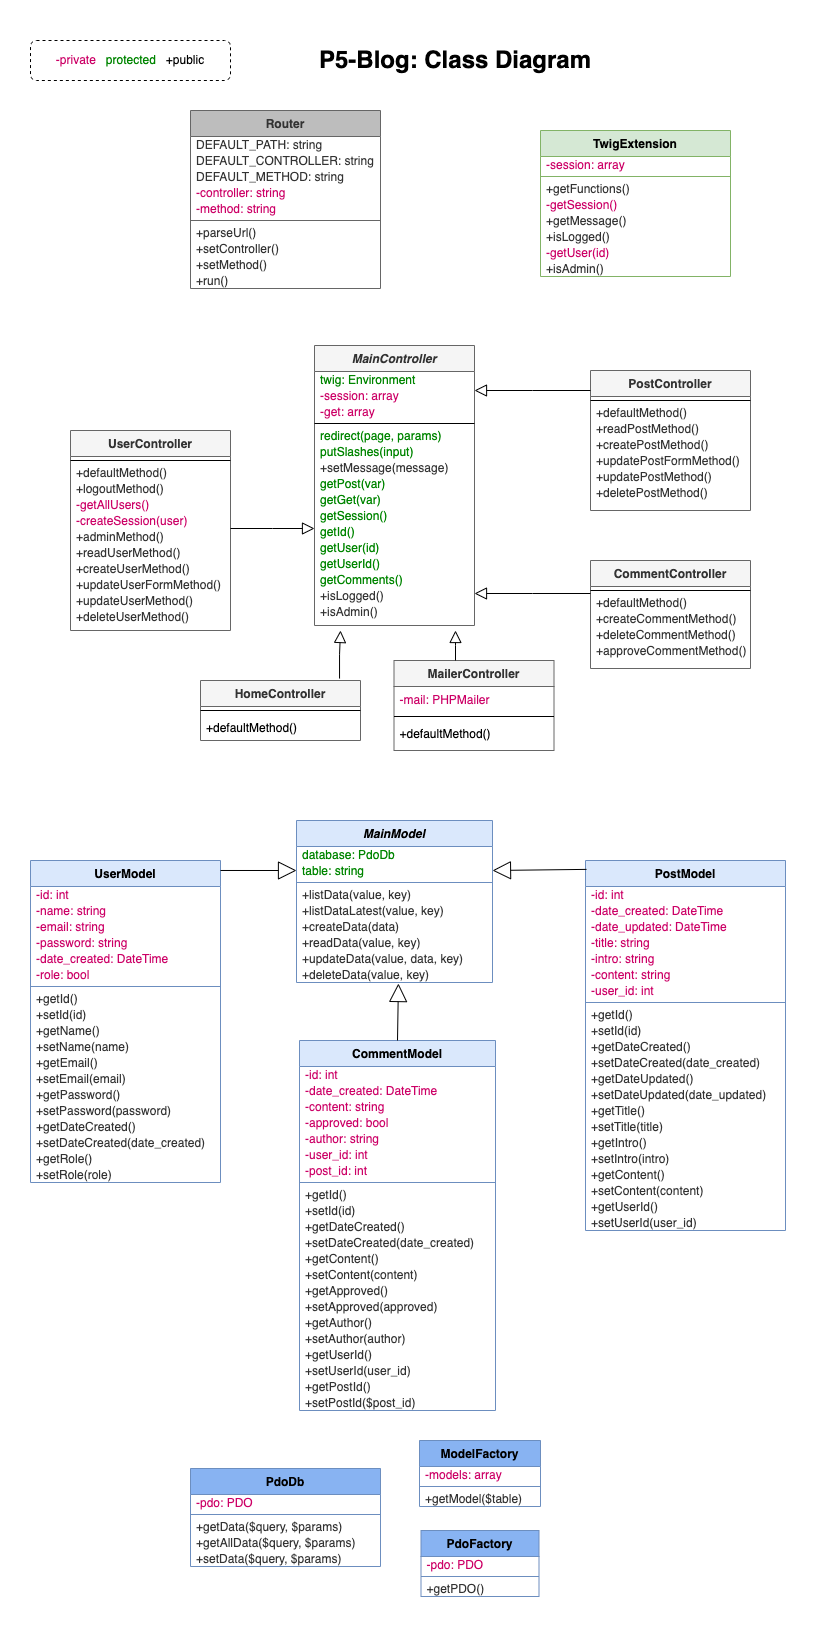 -private protected +public
P5-Blog: Class Diagram
Router
DEFAULT_PATH: string
DEFAULT_CONTROLLER: string
DEFAULT_METHOD: string
-controller: string
-method: string
+parseUrl()
+setController()
+setMethod()
+run()
TwigExtension
-session: array
+getFunctions()
-getSession()
+getMessage()
+isLogged()
-getUser(id)
+isAdmin()
MainController
twig: Environment
-session: array
-get: array
redirect(page, params)
putSlashes(input)
+setMessage(message)
getPost(var)
getGet(var)
getSession()
getId()
getUser(id)
getUserId()
getComments()
+isLogged()
+isAdmin()
PostController
+defaultMethod()
+readPostMethod()
+createPostMethod()
+updatePostFormMethod()
+updatePostMethod()
+deletePostMethod()
UserController
+defaultMethod()
+logoutMethod()
-getAllUsers()
-createSession(user)
+adminMethod()
+readUserMethod()
+createUserMethod()
+updateUserFormMethod()
+updateUserMethod()
+deleteUserMethod()
CommentController
+defaultMethod()
+createCommentMethod()
+deleteCommentMethod()
+approveCommentMethod()
HomeController
+defaultMethod()
MailerController
-mail: PHPMailer
+defaultMethod()
MainModel
database: PdoDb
table: string
+listData(value, key)
+listDataLatest(value, key)
+createData(data)
+readData(value, key)
+updateData(value, data, key)
+deleteData(value, key)
UserModel
-id: int
-name: string
-email: string
-password: string
-date_created: DateTime
-role: bool
+getId()
+setId(id)
+getName()
+setName(name)
+getEmail()
+setEmail(email)
+getPassword()
+setPassword(password)
+getDateCreated()
+setDateCreated(date_created)
+getRole()
+setRole(role)
PostModel
-id: int
-date_created: DateTime
-date_updated: DateTime
-title: string
-intro: string
-content: string
-user_id: int
+getId()
+setId(id)
+getDateCreated()
+setDateCreated(date_created)
+getDateUpdated()
+setDateUpdated(date_updated)
+getTitle()
+setTitle(title)
+getIntro()
+setIntro(intro)
+getContent()
+setContent(content)
+getUserId()
+setUserId(user_id)
CommentModel
-id: int
-date_created: DateTime
-content: string
-approved: bool
-author: string
-user_id: int
-post_id: int
+getId()
+setId(id)
+getDateCreated()
+setDateCreated(date_created)
+getContent()
+setContent(content)
+getApproved()
+setApproved(approved)
+getAuthor()
+setAuthor(author)
+getUserId()
+setUserId(user_id)
+getPostId()
+setPostId($post_id)
PdoDb
-pdo: PDO
+getData($query, $params)
+getAllData($query, $params)
+setData($query, $params)
ModelFactory
-models: array
+getModel($table)
PdoFactory
-pdo: PDO
+getPDO()